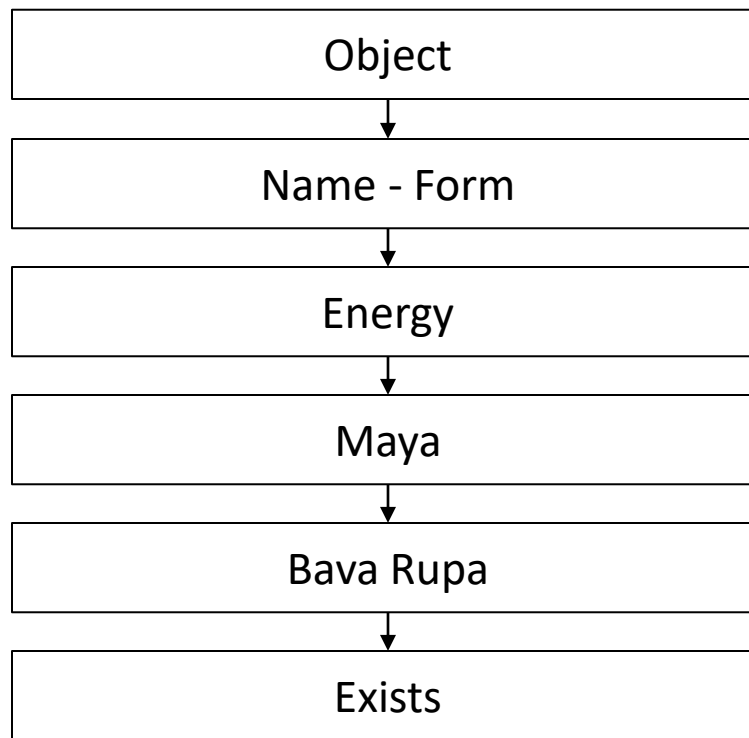 Object
Name - Form
Energy
Maya
Bava Rupa
Exists